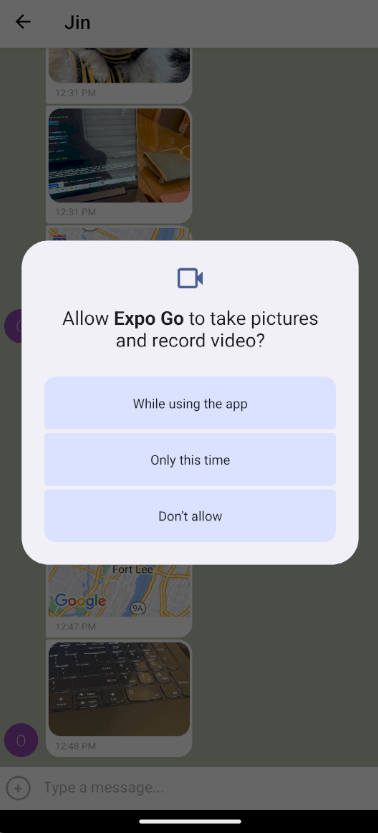 Jin
12:31 PM
12:31 PM
Allow Expo Go to take pictures
and record video?
While using the app
Only this time
Don't allow
Fort Lee
Google
9A
12:47 PM
0
12:48 PM
Type a message...